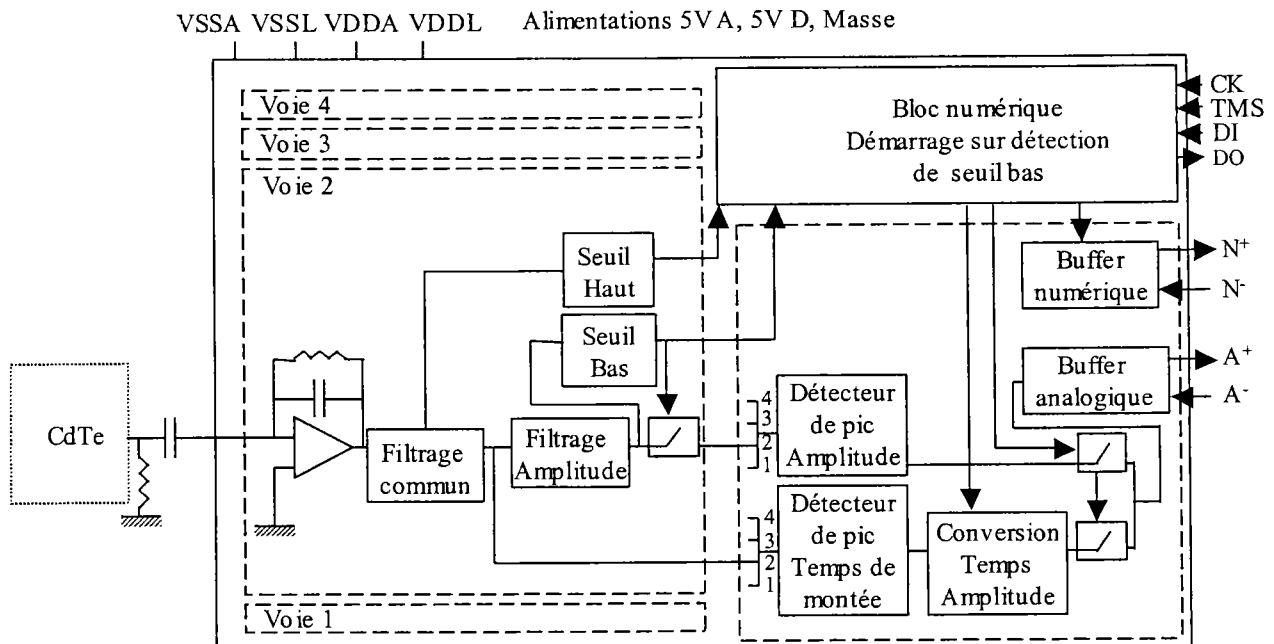 VSSA VSSL VDDA VDDL Alimentations 5V A, 5V D, Masse
Voie 4
Voie 3
Voie 2
Bloc numérique
Démarrage sur détection
de seuil bas
CK
TMS
DI
DO
Seuil
Haut
Seuil
Bas
Buffer
numérique
N+
N-
Buffer
analogique
A+
A-
CdTe
Filtrage
commun
Filtrage
Amplitude
4
3
2
1
Détecteur
de pic
Amplitude
4
3
2
1
Détecteur
de pic
Temps de
montée
Conversion
Temps
Amplitude
Voie 1